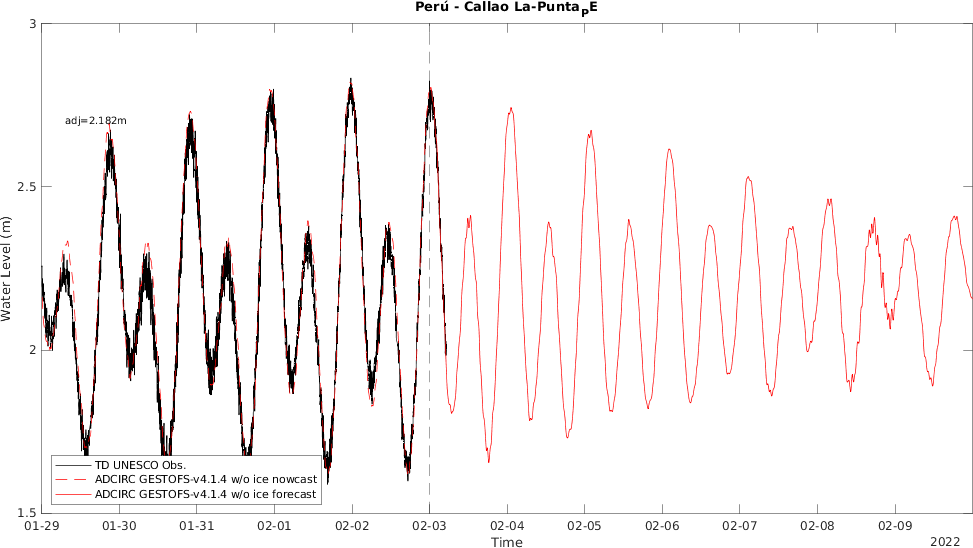 Perú - Callao La-PuntaPE
3
adj=2.182m
2.5
Water Level (m)
2
TD UNESCO Obs.
ADCIRC GESTOFS-v4.1.4 w/o ice nowcast
ADCIRC GESTOFS-v4.1.4 w/o ice forecast
1.5
01-29 01-30 01-31 02-01 02-02 02-03 02-04 02-05 02-06 02-07 02-08 02-09
Time
2022